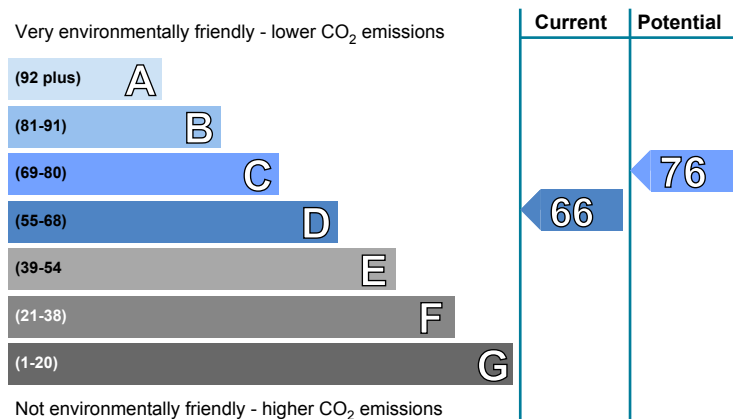 Current Potential
Very environmentally friendly - lower CO₂ emissions
(92 plus) A
(81-91) B
(69-80) C
76
(55-68) D
66
(39-54 E
(21-38) F
(1-20) G
Not environmentally friendly - higher CO₂ emissions